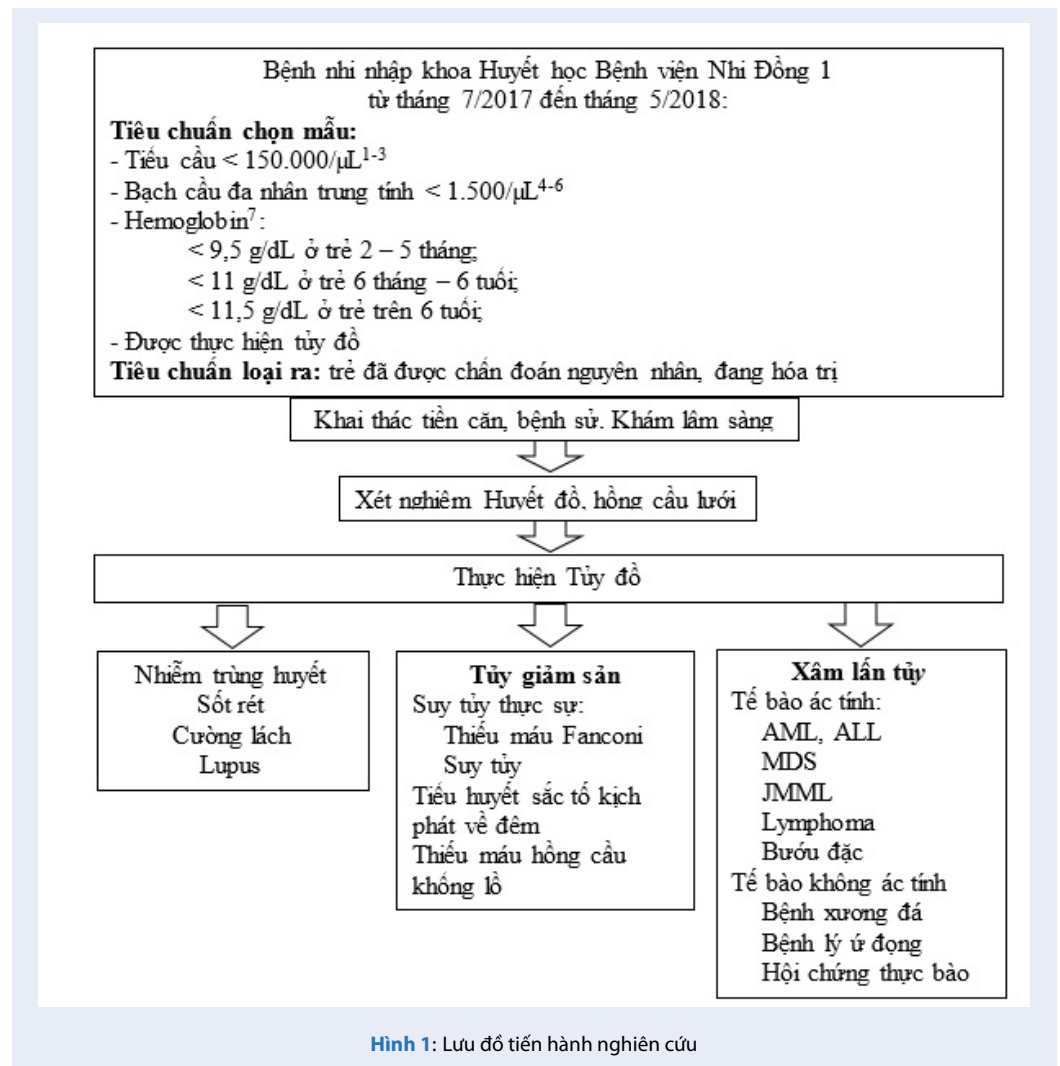 Bệnh nhi nhập khoa Huyết học Bệnh viện Nhi Đồng 1
từ tháng 7/2017 đến tháng 5/2018:
Tiêu chuẩn chọn mẫu:
- Tiểu cầu < 150.000/µL1-3
- Bạch cầu đa nhân trung tính < 1.500/µL4-6
- Hemoglobin7:
< 9,5 g/dL ở trẻ 2 – 5 tháng;
< 11 g/dL ở trẻ 6 tháng – 6 tuổi;
< 11,5 g/dL ở trẻ trên 6 tuổi;
- Được thực hiện tủy đồ
Tiêu chuẩn loại ra: trẻ đã được chẩn đoán nguyên nhân, đang hóa trị
Khai thác tiền căn, bệnh sử. Khám lâm sàng
Xét nghiệm Huyết đồ, hồng cầu lưới
Thực hiện Tủy đồ
Nhiễm trùng huyết
Sốt rét
Cường lách
Lupus
Tủy giảm sản
Suy tủy thực sự:
Thiếu máu Fanconi
Suy tủy
Tiểu huyết sắc tố kịch
phát về đêm
Thiếu máu hồng cầu
khổng lồ
Xâm lấn tủy
Tế bào ác tính:
AML, ALL
MDS
JMML
Lymphoma
Bướu đặc
Tế bào không ác tính
Bệnh xương đá
Bệnh lý ứ đọng
Hội chứng thực bào
Hình 1: Lưu đồ tiến hành nghiên cứu